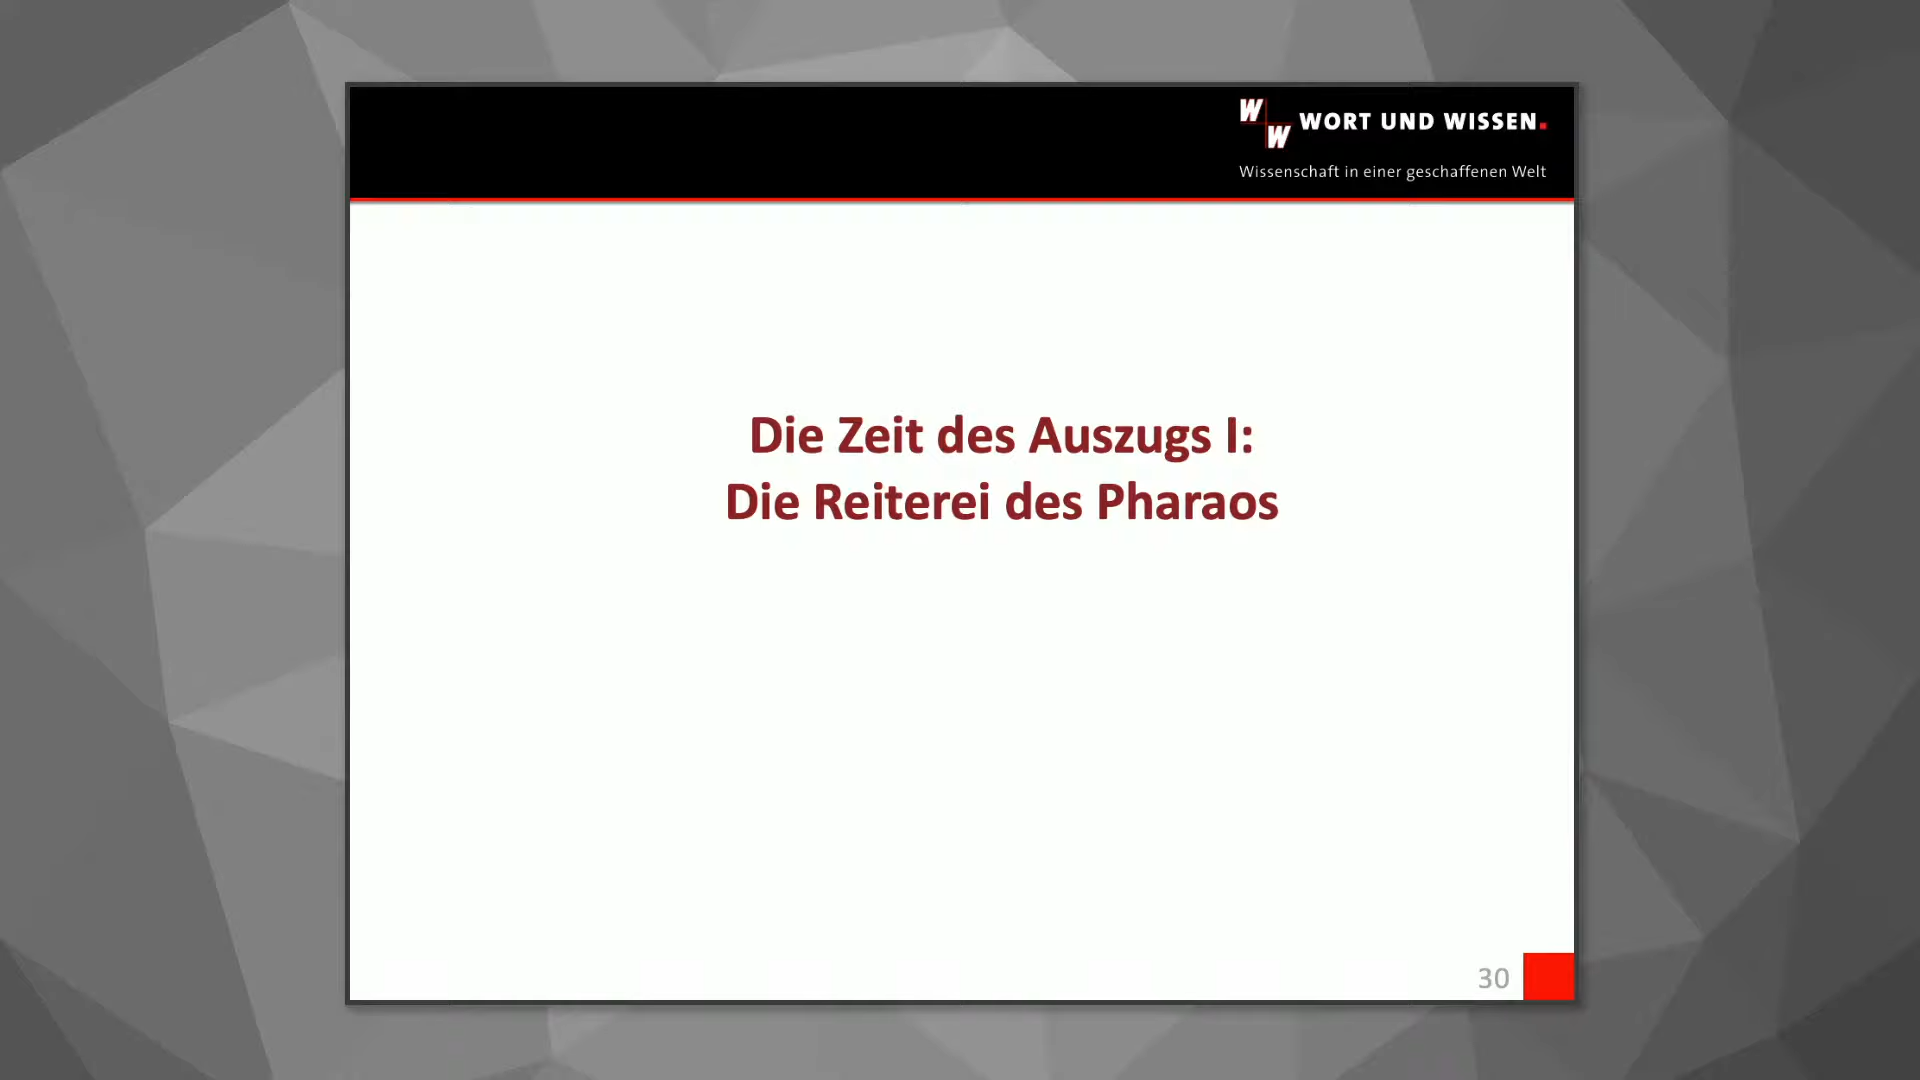 W
W
WORT UND WISSEN.
Wissenschaft in einer geschaffenen Welt
Die Zeit des Auszugs I:
Die Reiterei des Pharaos
30